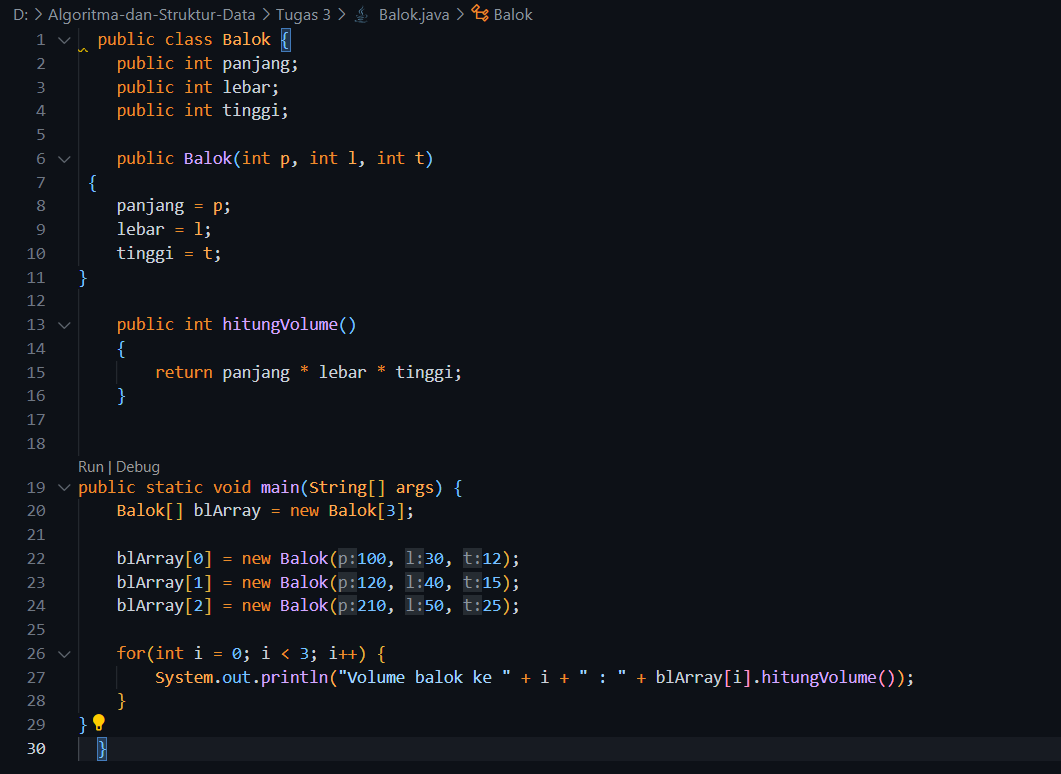 D: > Algoritma-dan-Struktur-Data > Tugas 3 > Balok.java > Balok
1 public class Balok {
2 public int panjang;
3 public int lebar;
4 public int tinggi;
5
6 public Balok(int p, int l, int t)
7 {
8 panjang = p;
9 lebar = l;
10 tinggi = t;
11 }
12
13 public int hitungVolume()
14 {
15 return panjang * lebar * tinggi;
16 }
17
18
Run | Debug
19 public static void main(String[] args) {
20 Balok[] blArray = new Balok[3];
21
22 blArray[0] = new Balok(p:100, l:30, t:12);
23 blArray[1] = new Balok(p:120, l:40, t:15);
24 blArray[2] = new Balok(p:210, l:50, t:25);
25
26 for(int i = 0; i < 3; i++) {
27 System.out.println("Volume balok ke " + i + " : " + blArray[i].hitungVolume());
28 }
29 }
30 }